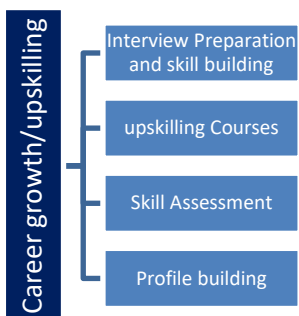 Career growth/upskilling
Interview Preparation
and skill building
upskilling Courses
Skill Assessment
Profile building